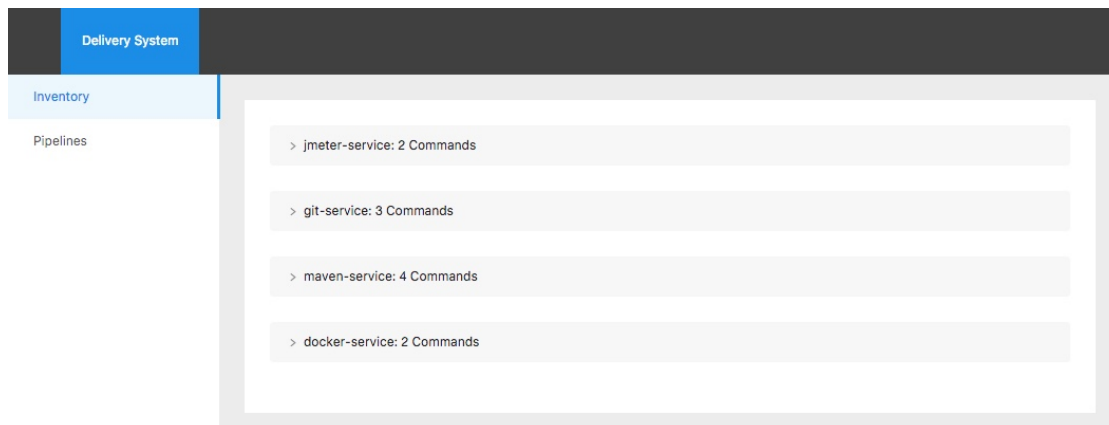 Delivery System
Inventory
Pipelines
> jmeter-service: 2 Commands
> git-service: 3 Commands
> maven-service: 4 Commands
> docker-service: 2 Commands